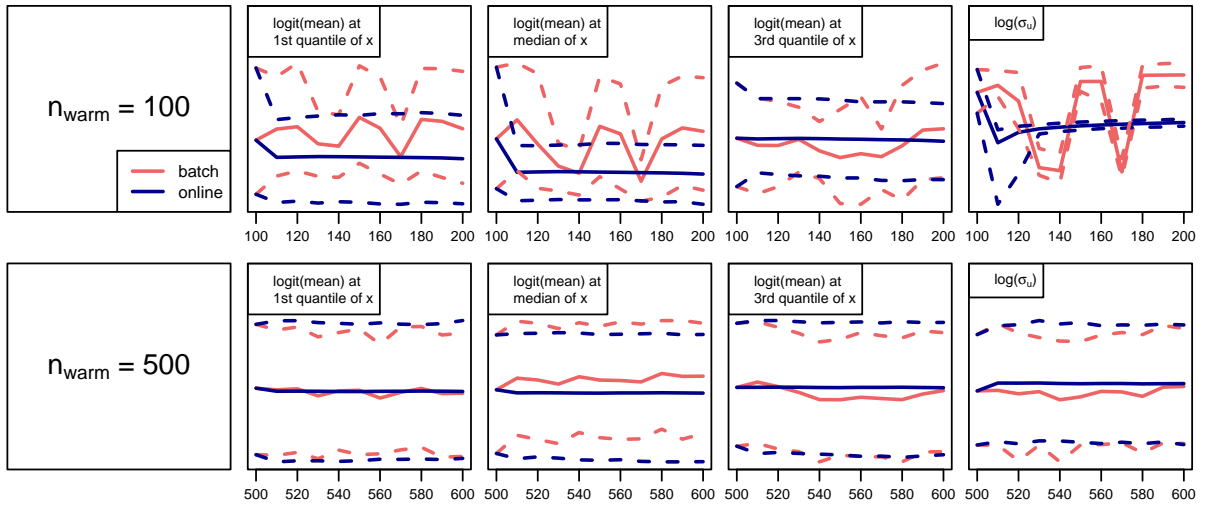 n_warm = 100
batch
online
logit(mean) at
1st quantile of x
100 120 140 160 180 200
logit(mean) at
median of x
100 120 140 160 180 200
logit(mean) at
3rd quantile of x
100 120 140 160 180 200
log(σ_u)
100 120 140 160 180 200
n_warm = 500
logit(mean) at
1st quantile of x
500 520 540 560 580 600
logit(mean) at
median of x
500 520 540 560 580 600
logit(mean) at
3rd quantile of x
500 520 540 560 580 600
log(σ_u)
500 520 540 560 580 600